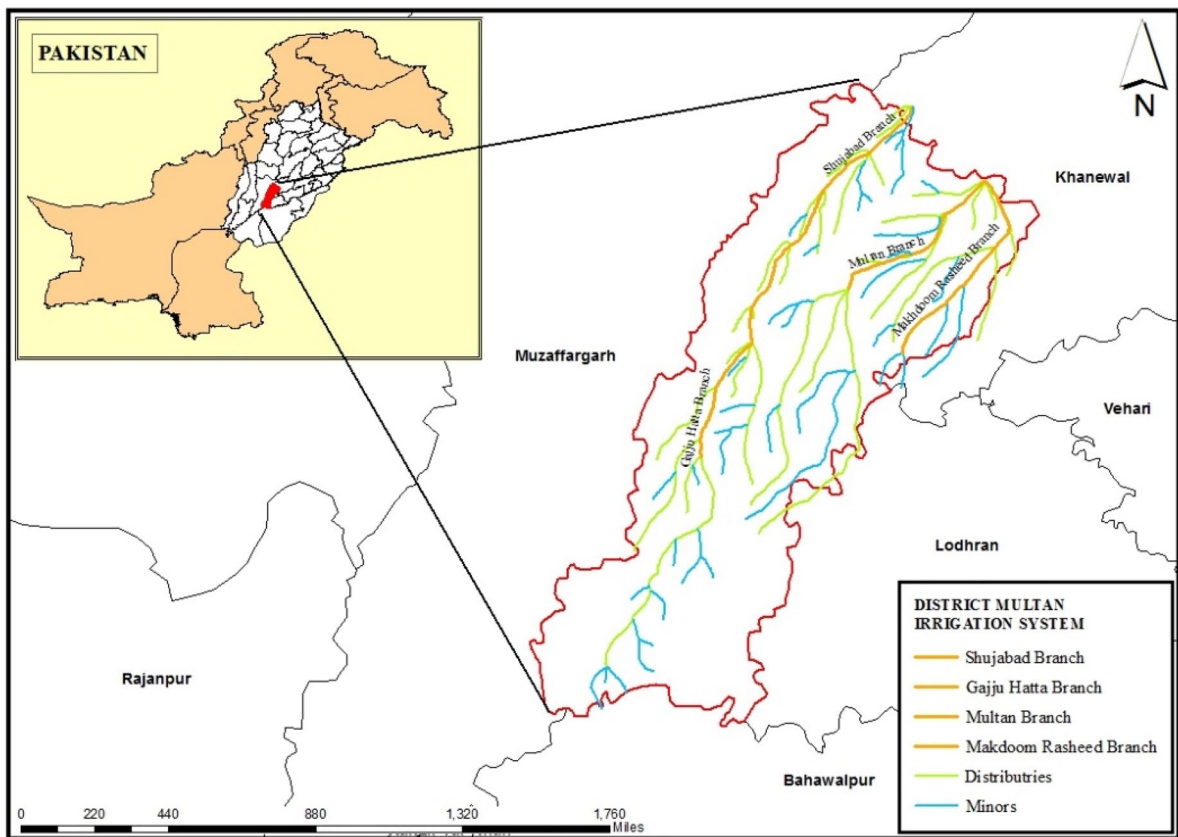 PAKISTAN
N
Khanewal
Shujabad Branch
Multan Branch
Makhdoom Rasheed Branch
Muzaffargarh
Gajju Hatta Branch
Vehari
Lodhran
Rajanpur
Bahawalpur
DISTRICT MULTAN
IRRIGATION SYSTEM
Shujabad Branch
Gajju Hatta Branch
Multan Branch
Makdoom Rasheed Branch
Distributries
Minors
0 220 440 880 1,320 1,760
Miles